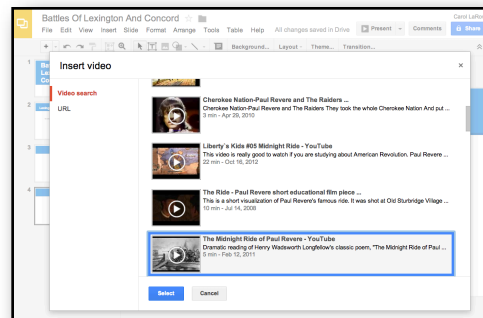 Battles Of Lexington And Concord
Carol LaRo
File Edit View Insert Slide Format Arrange Tools Table Help All changes saved in Drive
Present
Comments
Share
Background... Layout Theme... Transition...
Insert video
×
Video search
URL
Cherokee Nation-Paul Revere and The Raiders ...
Cherokee Nation-Paul Revere and The Raiders They took the whole Cherokee Nation And put ...
3 min - Apr 29, 2010
Liberty´s Kids #05 Midnight Ride - YouTube
This video is really good to watch if you are studying about American Revolution. Paul Revere ...
22 min - Oct 16, 2012
The Ride - Paul Revere short educational film piece ...
This is a short visualization of Paul Revere's famous ride. It was shot at Old Sturbridge Village ...
10 min - Jul 14, 2008
The Midnight Ride of Paul Revere - YouTube
Dramatic reading of Henry Wadsworth Longfellow's classic poem, "The Midnight Ride of Paul ...
5 min - Feb 12, 2011
Select
Cancel
1
2
3
4